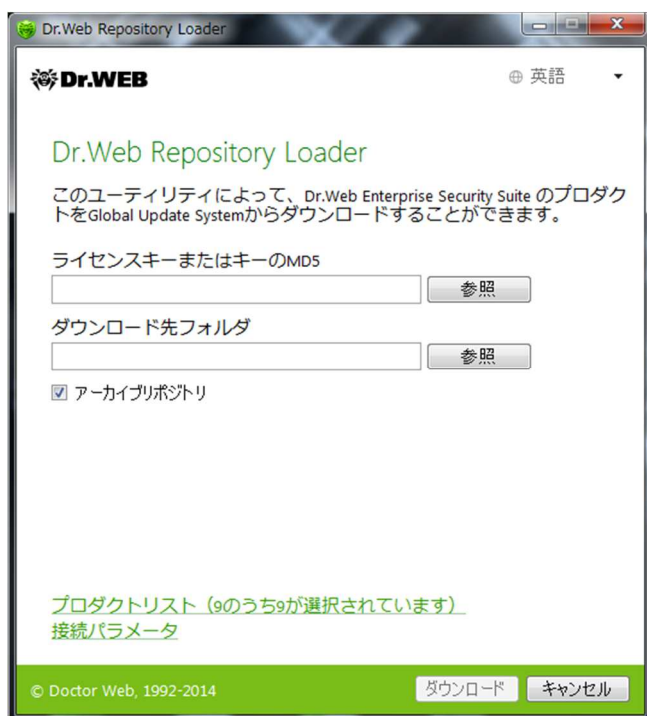 Dr.Web Repository Loader
Dr.WEB
英語
Dr.Web Repository Loader
このユーティリティによって、Dr.Web Enterprise Security Suite のプロダク
トをGlobal Update Systemからダウンロードすることができます。
ライセンスキーまたはキーのMD5
参照
ダウンロード先フォルダ
参照
アーカイブリポジトリ
プロダクトリスト（9のうち9が選択されています）
接続パラメータ
© Doctor Web, 1992-2014
ダウンロード
キャンセル